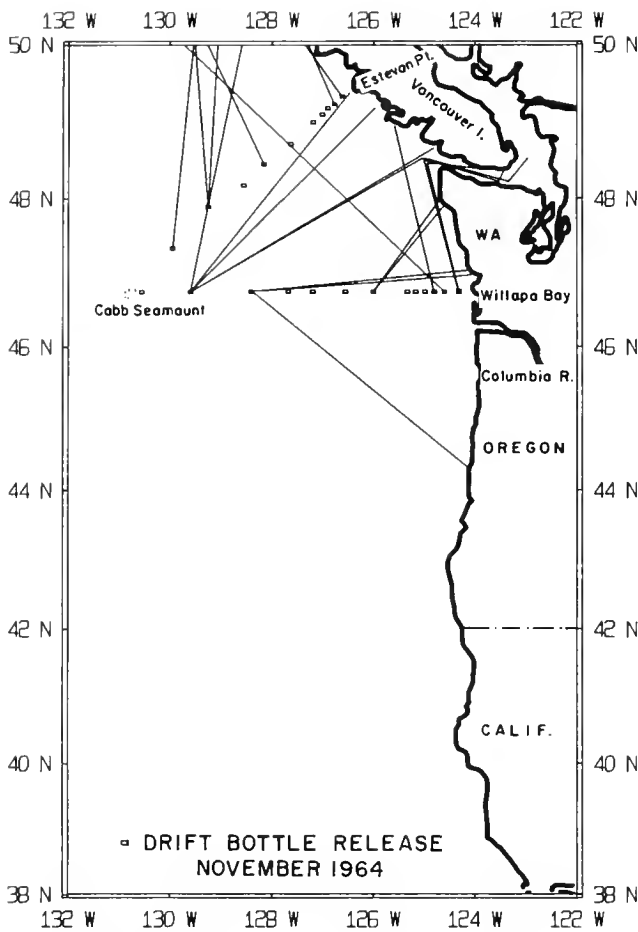 132 W 130 W 128 W 126 W 124 W 122 W
50 N 50 N
Estevan Pt.
Vancouver I.
48 N 48 N
WA
Cabb Seamount
Willapa Bay
46 N 46 N
Columbia R.
OREGON
44 N 44 N
42 N 42 N
CALIF.
40 N 40 N
DRIFT BOTTLE RELEASE
NOVEMBER 1964
38 N 38 N
132 W 130 W 128 W 126 W 124 W 122 W